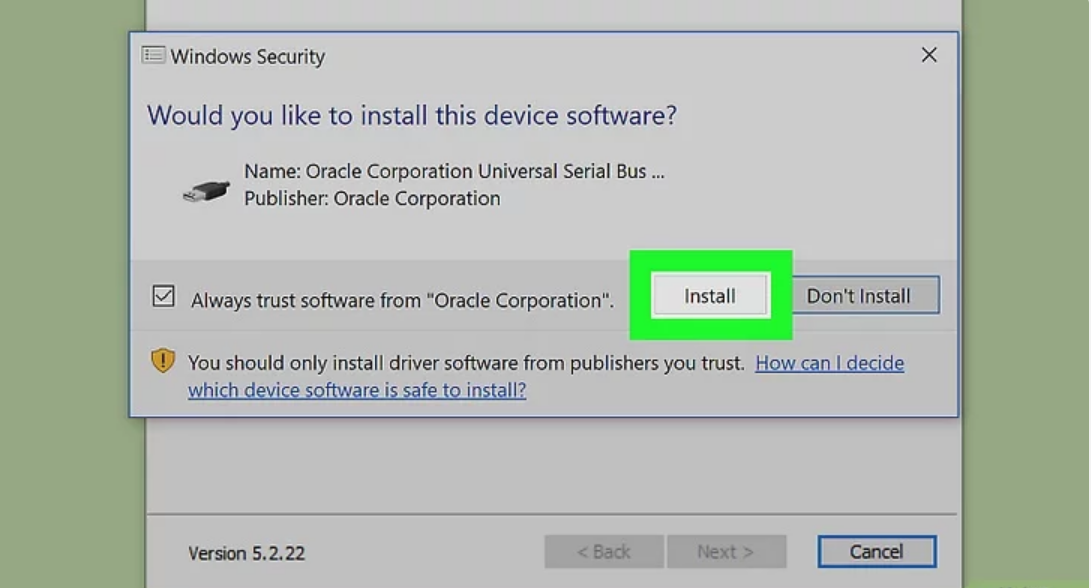 Windows Security
Would you like to install this device software?
Name: Oracle Corporation Universal Serial Bus ...
Publisher: Oracle Corporation
Always trust software from "Oracle Corporation".
Install
Don't Install
You should only install driver software from publishers you trust. How can I decide
which device software is safe to install?
Version 5.2.22
< Back
Next >
Cancel